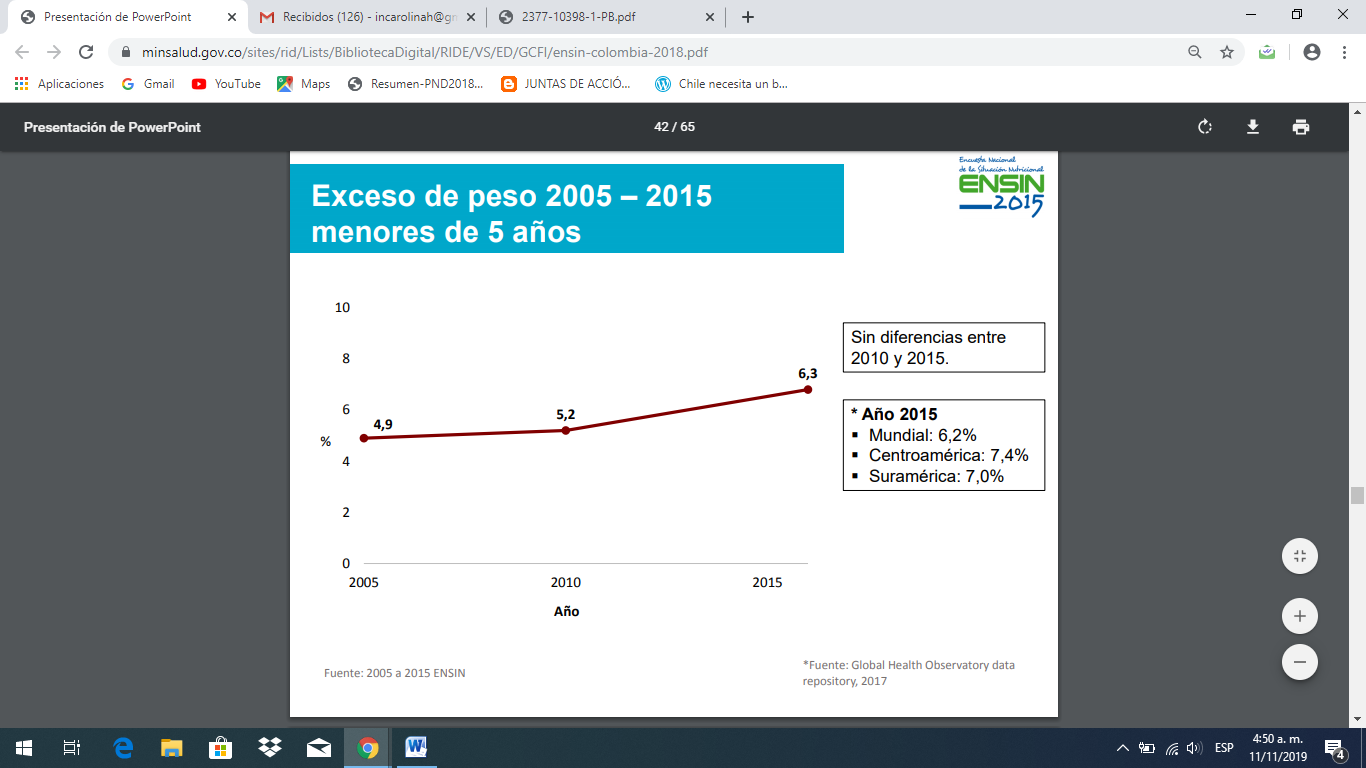 Presentación de PowerPoint
Recibidos (126) - incarolinah@gn
2377-10398-1-PB.pdf
minsalud.gov.co/sites/rid/Lists/BibliotecaDigital/RIDE/VS/ED/GCFI/ensin-colombia-2018.pdf
Aplicaciones
Gmail
YouTube
Maps
Resumen-PND2018...
JUNTAS DE ACCIÓ...
Chile necesita un b...
Presentación de PowerPoint
42 / 65
Exceso de peso 2005 – 2015
menores de 5 años
Encuesta Nacional
de la Situación Nutricional
ENSIN
2015
10
8
6
%
4
2
0
4,9
5,2
6,3
2005
2010
2015
Año
Sin diferencias entre
2010 y 2015.
* Año 2015
▪ Mundial: 6,2%
▪ Centroamérica: 7,4%
▪ Suramérica: 7,0%
Fuente: 2005 a 2015 ENSIN
*Fuente: Global Health Observatory data
repository, 2017
ESP
4:50 a. m.
11/11/2019
4